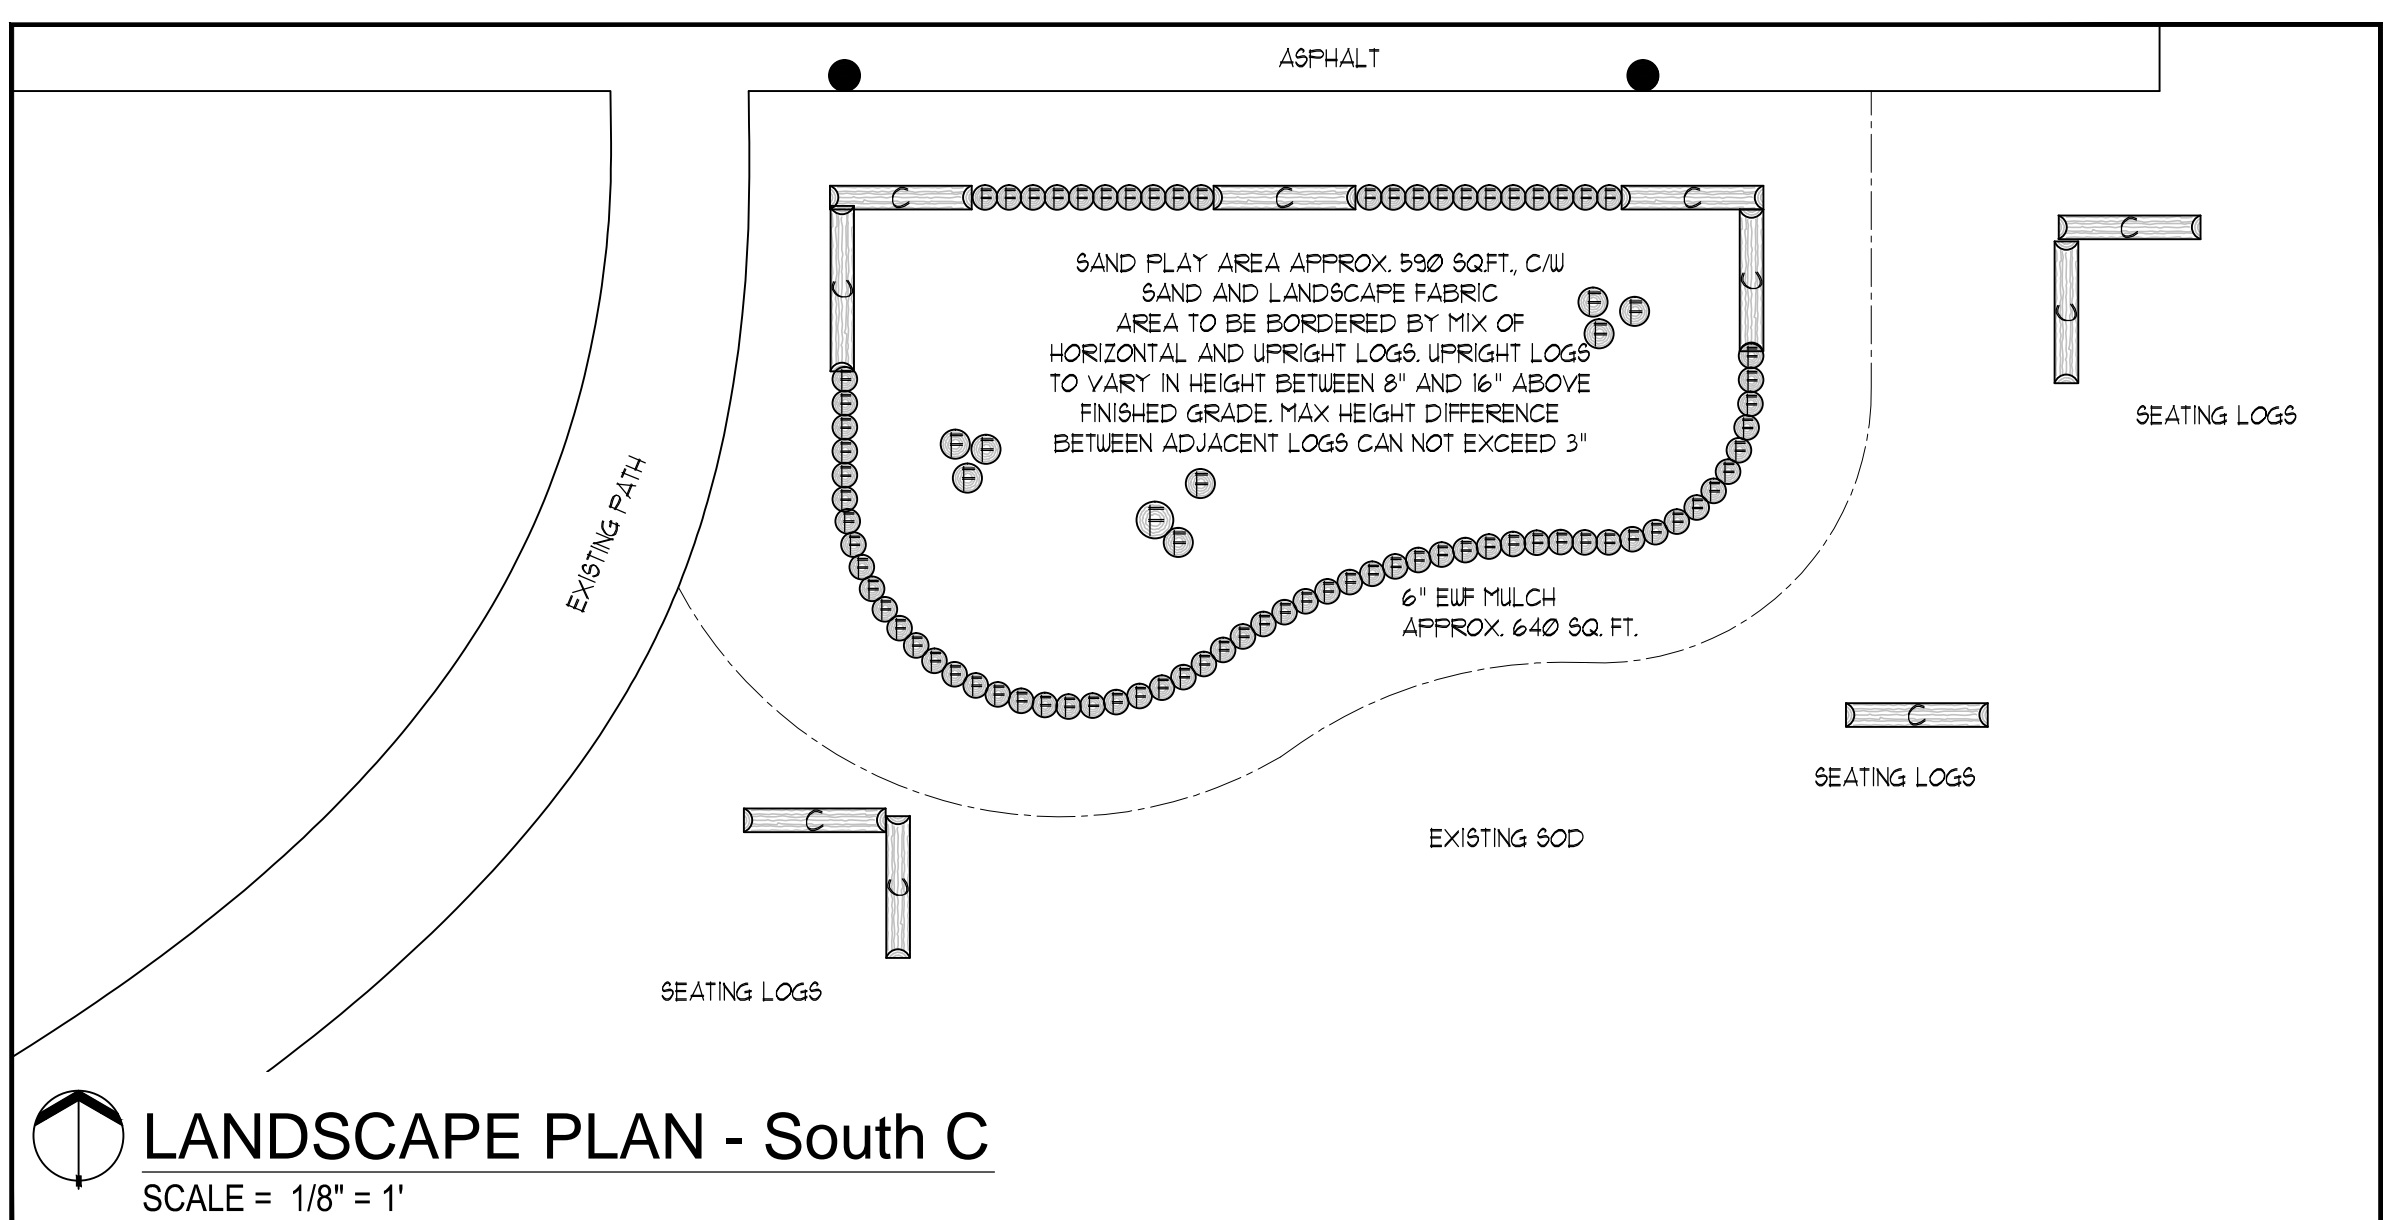 ASPHALT
C F F F F F F F F F F C F F F F F F F F F F F C
C
C
SAND PLAY AREA APPROX. 590 SQ.FT., C/W
SAND AND LANDSCAPE FABRIC
AREA TO BE BORDERED BY MIX OF
HORIZONTAL AND UPRIGHT LOGS. UPRIGHT LOGS
TO VARY IN HEIGHT BETWEEN 8" AND 16" ABOVE
FINISHED GRADE. MAX HEIGHT DIFFERENCE
BETWEEN ADJACENT LOGS CAN NOT EXCEED 3"
F F
F
F F
F
F
F
F
F F F F F F F F F F F F F F F F F F F F F F F F F F F F F F F F F F F F F F F F F F F F F F F F F F F F F F F
C
C
SEATING LOGS
EXISTING PATH
6" EWF MULCH
APPROX. 640 SQ. FT.
C
SEATING LOGS
EXISTING SOD
C
C
SEATING LOGS
LANDSCAPE PLAN - South C
SCALE = 1/8" = 1'